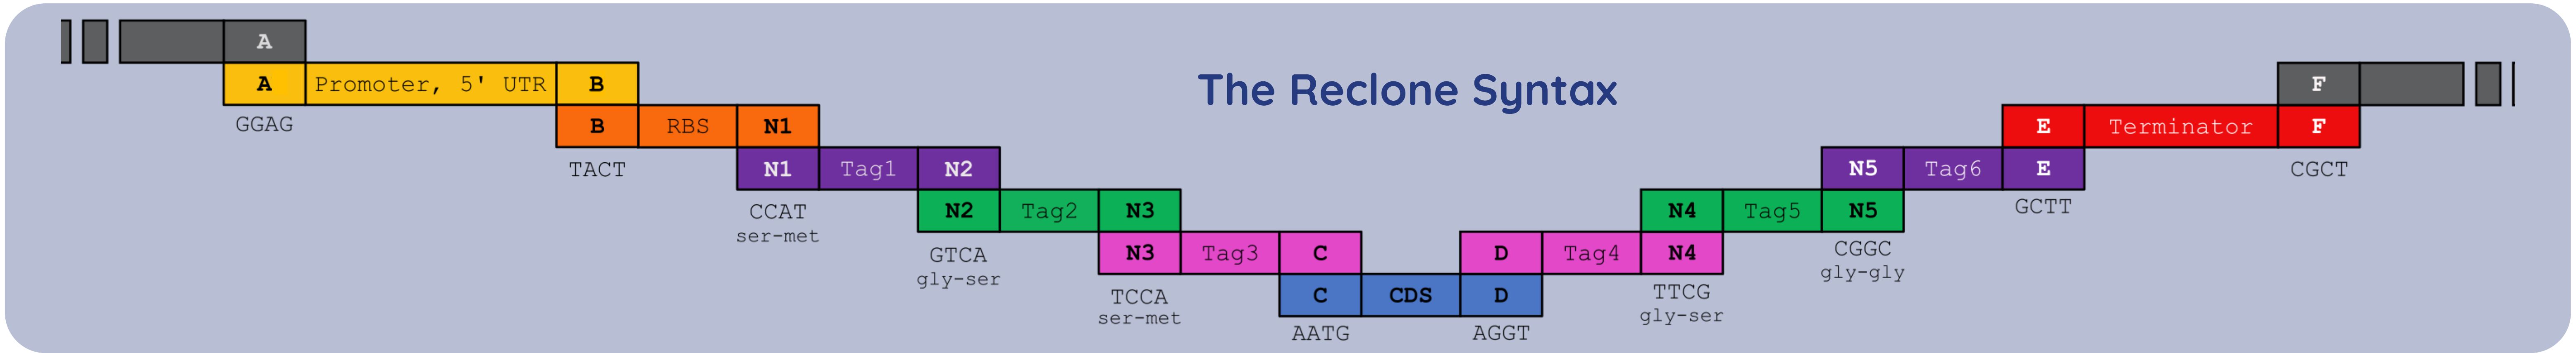 The Reclone Syntax
A
A Promoter, 5' UTR B
GGAG
B RBS N1
TACT
N1 Tag1 N2
CCAT
ser-met
N2 Tag2 N3
GTCA
gly-ser
N3 Tag3 C
TCCA
ser-met
C CDS D
AATG
AGGT
D Tag4 N4
TTCG
gly-ser
N4 Tag5 N5
CGGC
gly-gly
N5 Tag6 E
GCTT
E Terminator F
CGCT
F